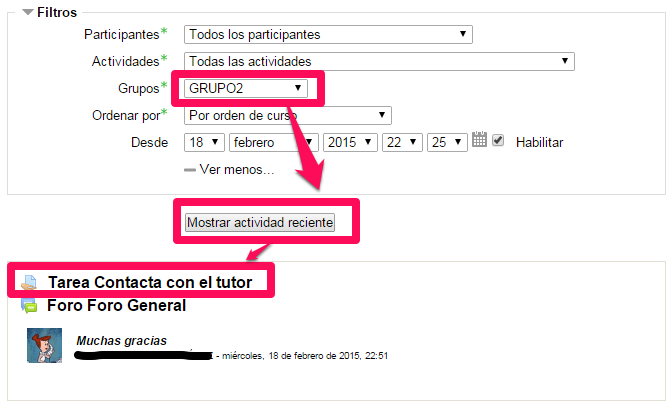 Filtros
Participantes* Todos los participantes
Actividades* Todas las actividades
Grupos* GRUPO2
Ordenar por* Por orden de curso
Desde 18 febrero 2015 22 25 Habilitar
Ver menos...
Mostrar actividad reciente
Tarea Contacta con el tutor
Foro Foro General
Muchas gracias
- miércoles, 18 de febrero de 2015, 22:51